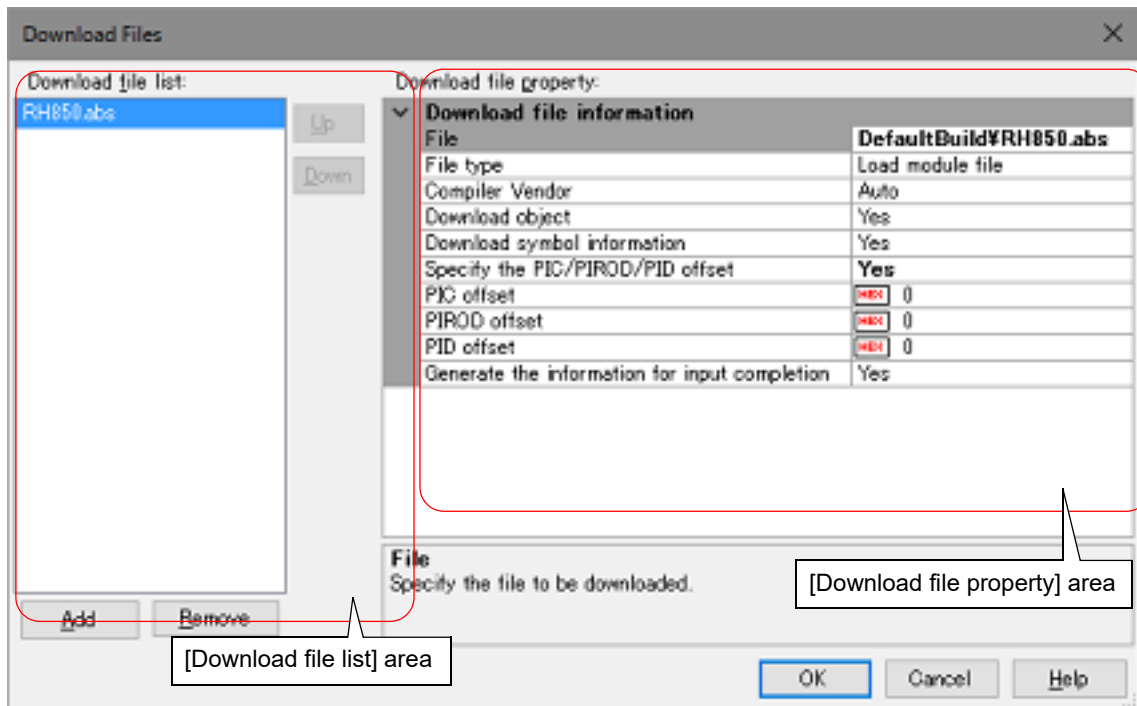 Download Files
Download file list:
RH850.abs
Up
Down
Add
Remove
[Download file list] area
Download file property:
Download file information
File DefaultBuild¥RH850.abs
File type Load module file
Compiler Vendor Auto
Download object Yes
Download symbol information Yes
Specify the PIC/PIROD/PID offset Yes
PIC offset HEX 0
PIROD offset HEX 0
PID offset HEX 0
Generate the information for input completion Yes
File
Specify the file to be downloaded.
[Download file property] area
OK Cancel Help